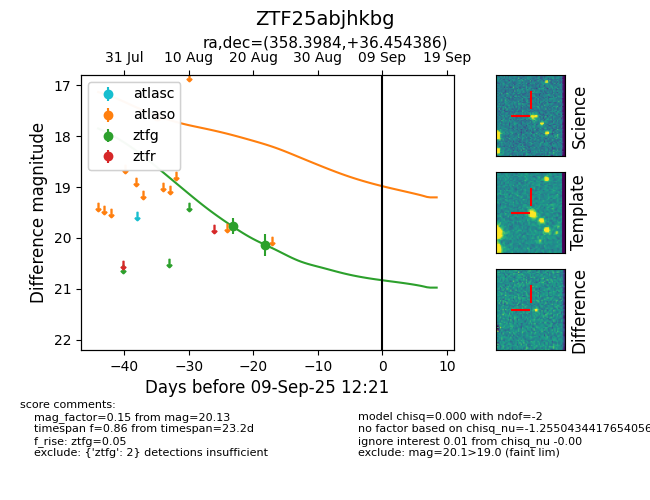 ZTF25abjhkbg
ra,dec=(358.3984,+36.454386)
31 Jul 10 Aug 20 Aug 30 Aug 09 Sep 19 Sep
atlasc
atlaso
ztfg
ztfr
17
18
19
20
21
22
Difference magnitude
−40 −30 −20 −10 0 10
Days before 09-Sep-25 12:21
Science
Template
Difference
score comments:
mag_factor=0.15 from mag=20.13
timespan f=0.86 from timespan=23.2d
f_rise: ztfg=0.05
exclude: {'ztfg': 2} detections insufficient
model chisq=0.000 with ndof=-2
no factor based on chisq_nu=-1.2550434417654056
ignore interest 0.01 from chisq_nu -0.00
exclude: mag=20.1>19.0 (faint lim)